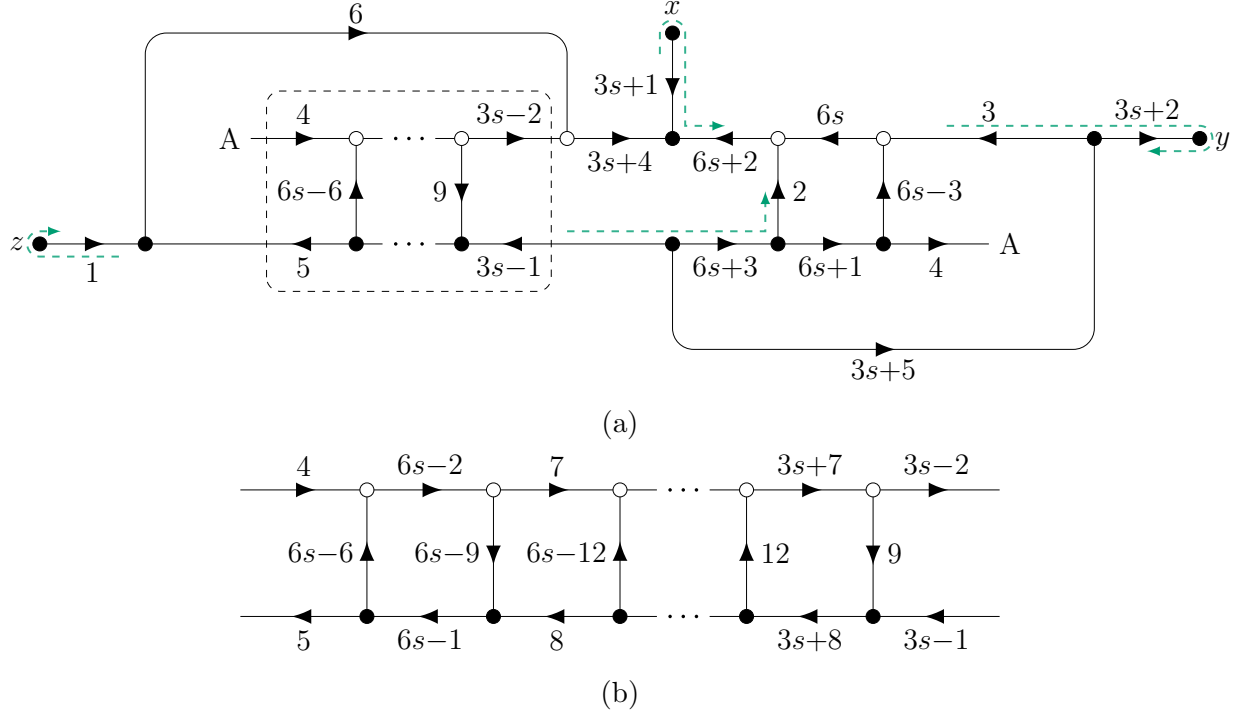 6
x
3s+1
4
3s−2
3
3s+2
A
···
3s+4
6s+2
6s
y
6s−6
9
2
6s−3
z
1
5
···
3s−1
6s+3
6s+1
4
A
3s+5
(a)
4
6s−2
7
···
3s+7
3s−2
6s−6
6s−9
6s−12
12
9
5
6s−1
8
···
3s+8
3s−1
(b)